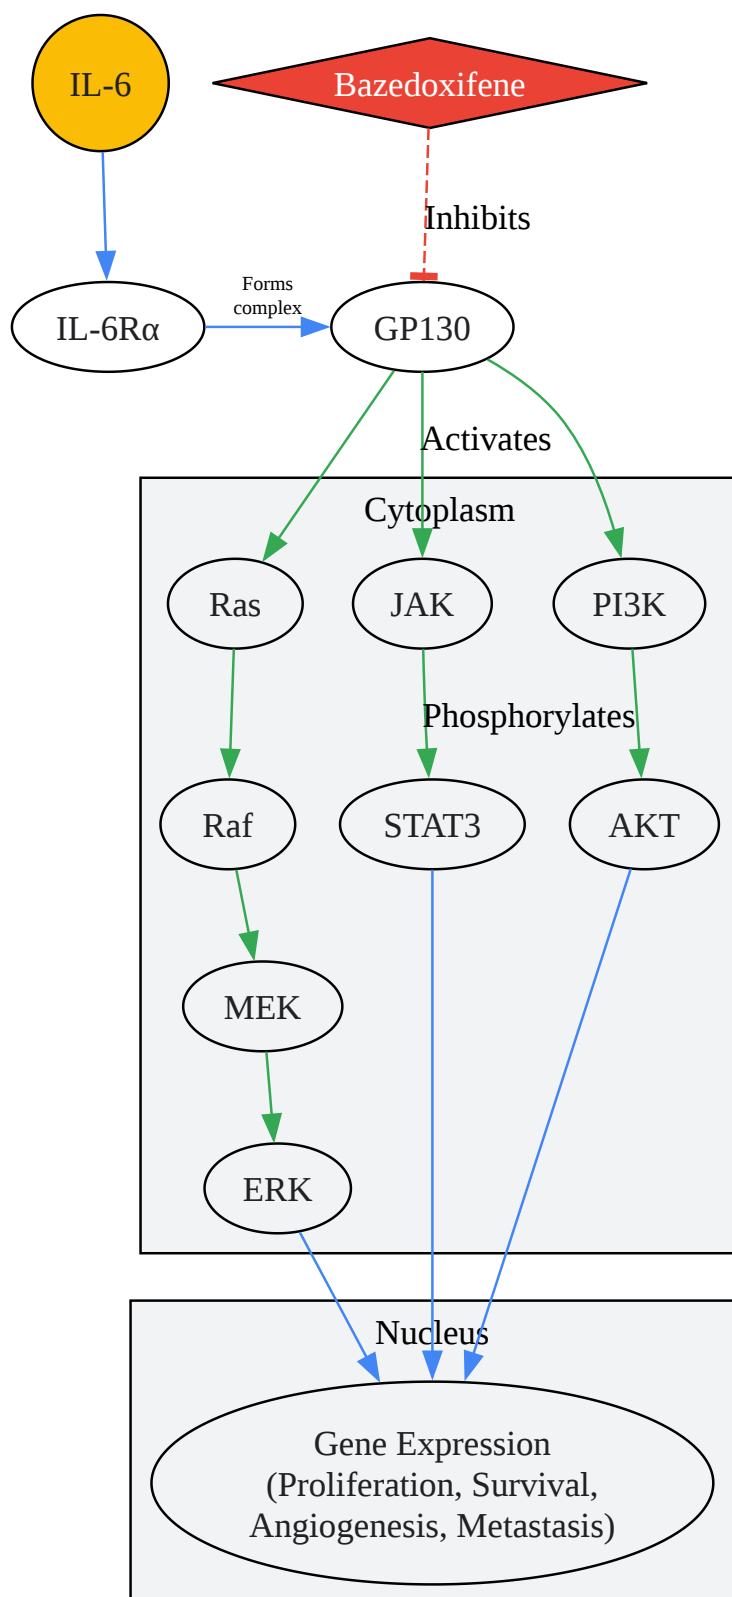 IL-6
Bazedoxifene
Inhibits
Forms
complex
IL-6Rα
GP130
Activates
Cytoplasm
Ras
JAK
PI3K
Phosphorylates
Raf
STAT3
AKT
MEK
ERK
Nucleus
Gene Expression
(Proliferation, Survival,
Angiogenesis, Metastasis)